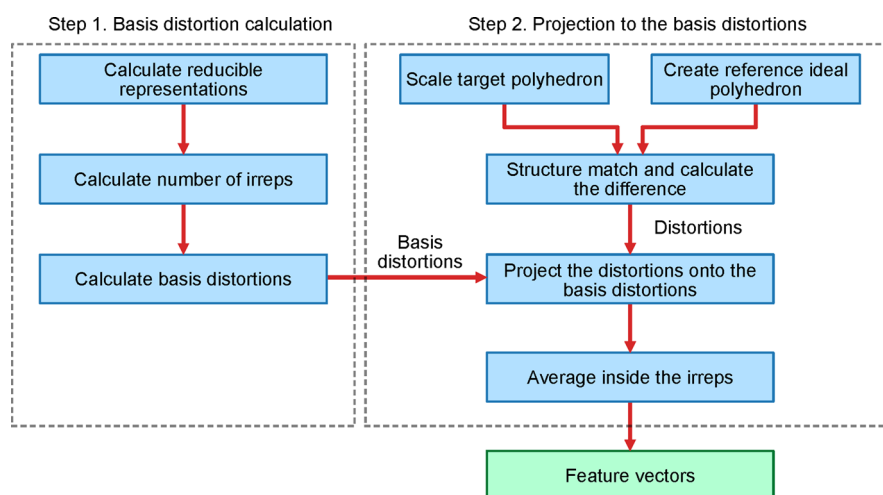 Step 1. Basis distortion calculation
Calculate reducible
representations
Calculate number of irreps
Calculate basis distortions
Basis
distortions
Step 2. Projection to the basis distortions
Scale target polyhedron
Create reference ideal
polyhedron
Structure match and calculate
the difference
Distortions
Project the distortions onto the
basis distortions
Average inside the irreps
Feature vectors